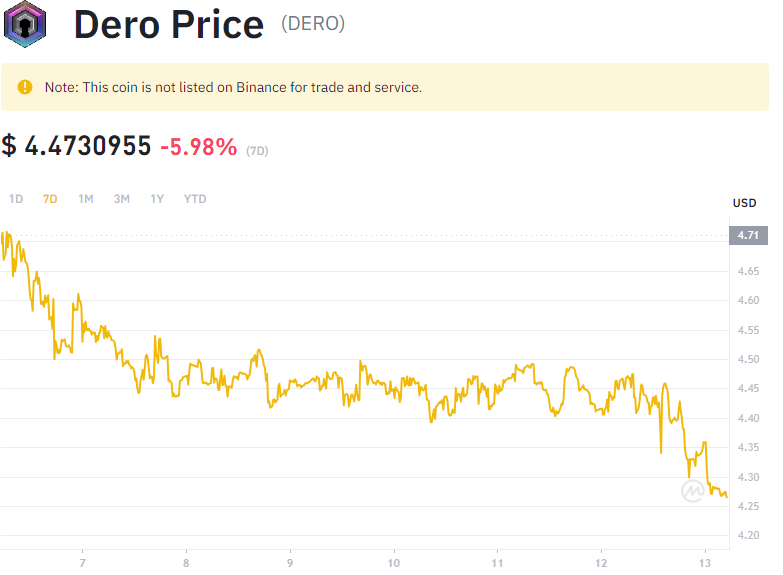 Dero Price (DERO)
Note: This coin is not listed on Binance for trade and service.
$ 4.4730955 -5.98% (7D)
1D 7D 1M 3M 1Y YTD
USD
4.71
4.65
4.60
4.55
4.50
4.45
4.40
4.35
4.30
4.25
4.20
7 8 9 10 11 12 13